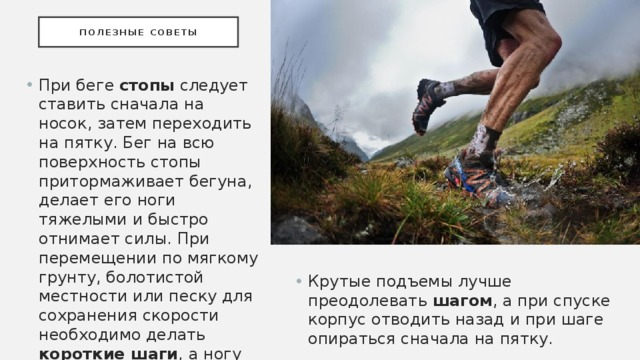 ПОЛЕЗНЫЕ СОВЕТЫ
• При беге стопы следует
ставить сначала на
носок, затем переходить
на пятку. Бег на всю
поверхность стопы
притормаживает бегуна,
делает его ноги
тяжелыми и быстро
отнимает силы. При
перемещении по мягкому
грунту, болотистой
местности или песку для
сохранения скорости
необходимо делать
короткие шаги, а ногу
• Крутые подъемы лучше
преодолевать шагом, а при спуске
корпус отводить назад и при шаге
опираться сначала на пятку.